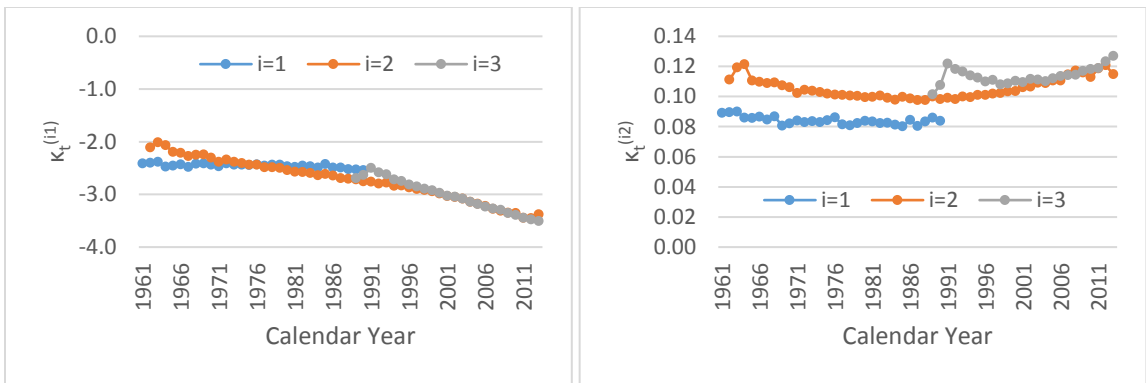 0.0
-1.0
-2.0
-3.0
-4.0
κt(i1)
i=1 i=2 i=3
1961 1966 1971 1976 1981 1986 1991 1996 2001 2006 2011
Calendar Year
0.14
0.12
0.10
0.08
0.06
0.04
0.02
0.00
κt(i2)
i=1 i=2 i=3
1961 1966 1971 1976 1981 1986 1991 1996 2001 2006 2011
Calendar Year